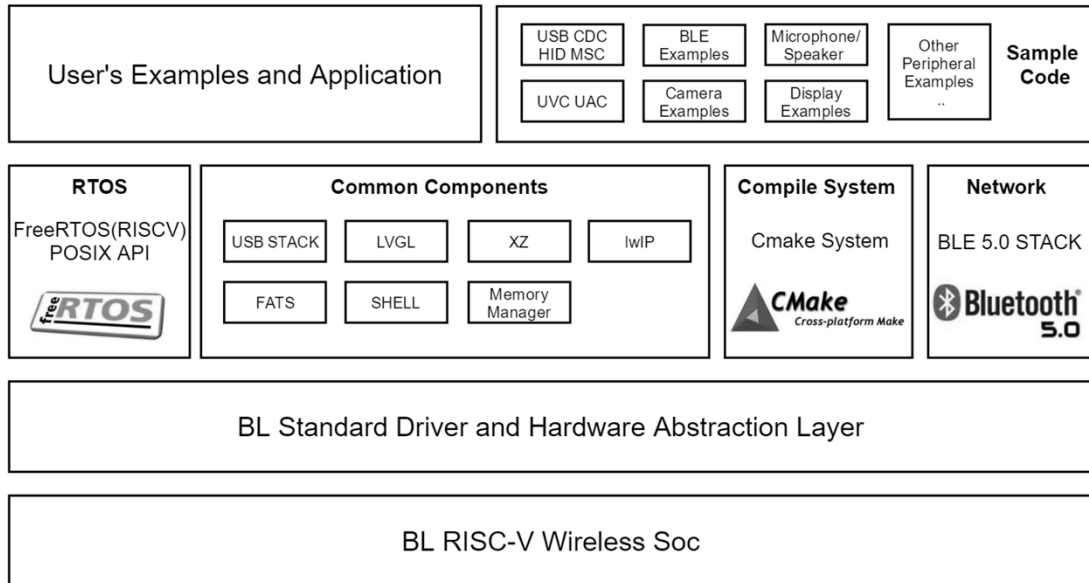 User's Examples and Application
USB CDC
HID MSC
BLE
Examples
Microphone/
Speaker
Other
Peripheral
Examples
..
Sample
Code
UVC UAC
Camera
Examples
Display
Examples
RTOS
FreeRTOS(RISCV)
POSIX API
free RTOS
Common Components
USB STACK
LVGL
XZ
lwIP
FATS
SHELL
Memory
Manager
Compile System
Cmake System
CMake
Cross-platform Make
Network
BLE 5.0 STACK
Bluetooth®
5.0
BL Standard Driver and Hardware Abstraction Layer
BL RISC-V Wireless Soc